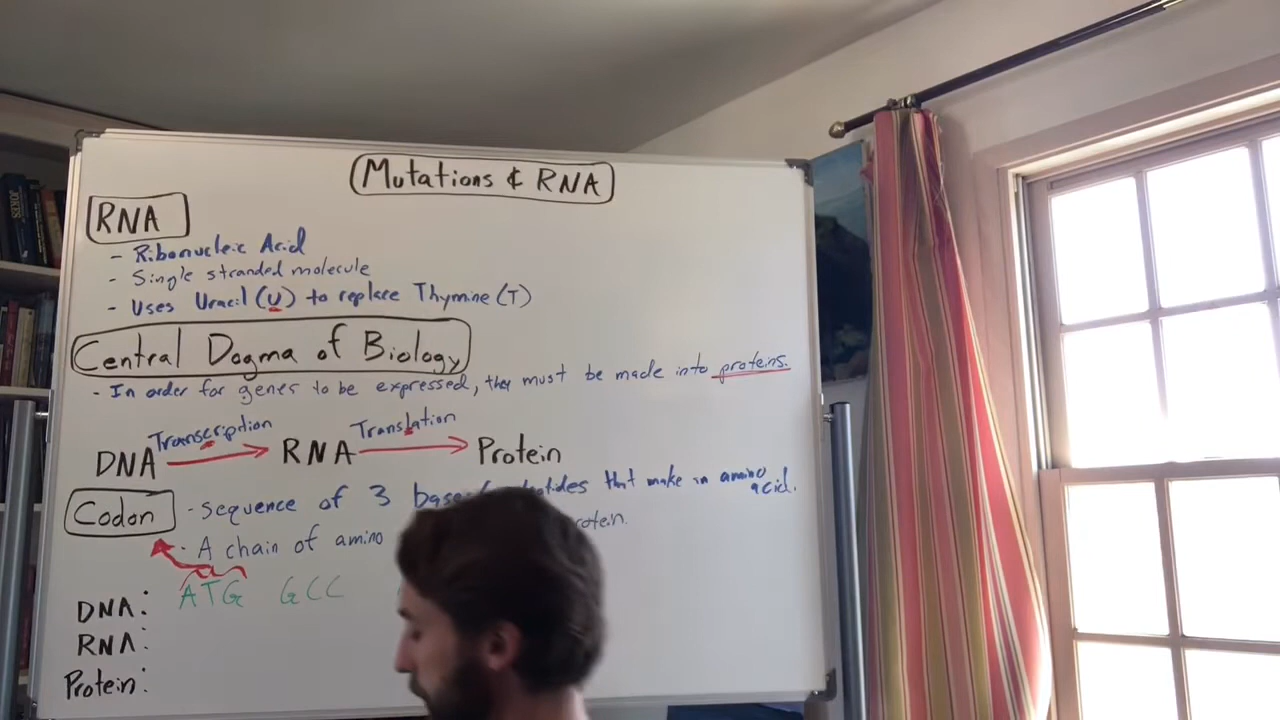 Mutations & RNA
RNA
- Ribonucleic Acid
- Single stranded molecule
- Uses Uracil (U) to replace Thymine (T)
Central Dogma of Biology
- In order for genes to be expressed, they must be made into proteins.
Transcription Translation
DNA RNA Protein
Codon - sequence of 3 base that make an amino acid.
- A chain of amino
DNA: ATG GCC
RNA:
Protein: